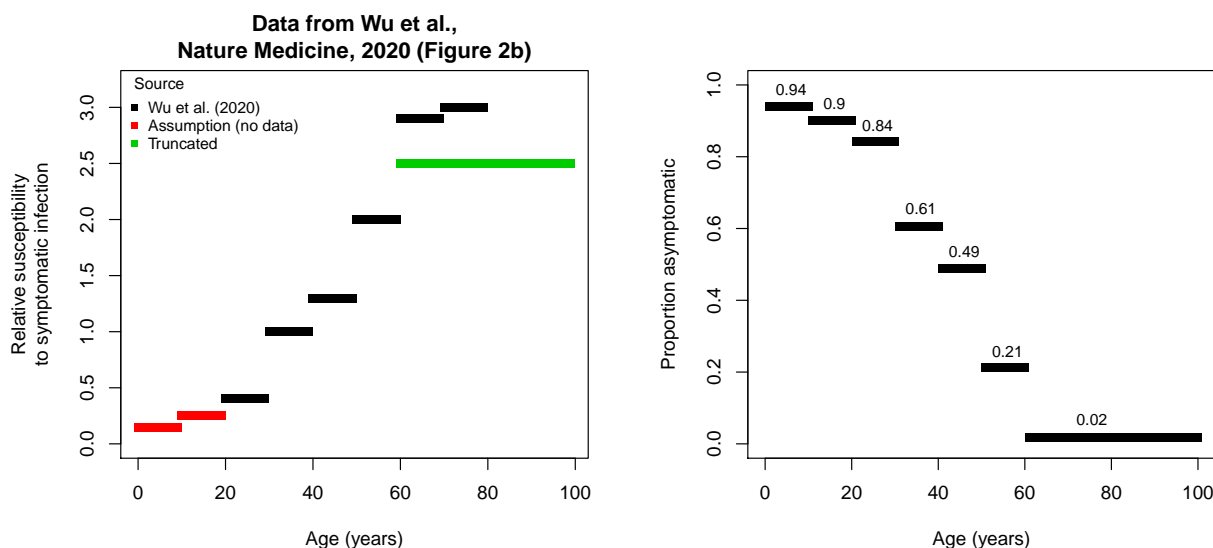 Data from Wu et al.,
Nature Medicine, 2020 (Figure 2b)
Source
Wu et al. (2020)
Assumption (no data)
Truncated
3.0
2.5
2.0
1.5
1.0
0.5
0.0
Relative susceptibility
to symptomatic infection
0 20 40 60 80 100
Age (years)
1.0
0.8
0.6
0.4
0.2
0.0
Proportion asymptomatic
0.94
0.9
0.84
0.61
0.49
0.21
0.02
0 20 40 60 80 100
Age (years)